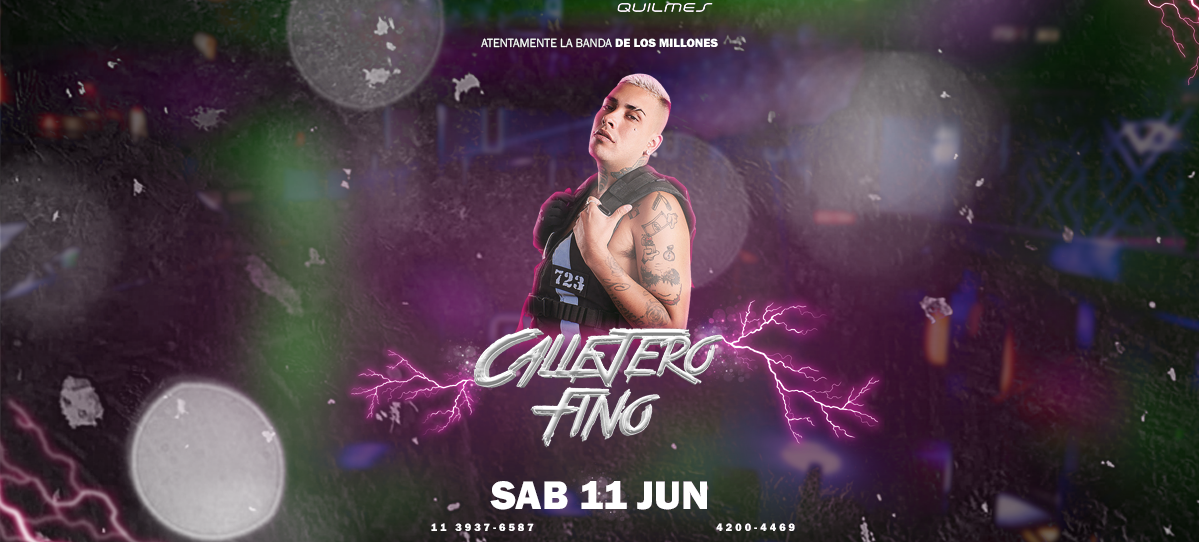 QUILMES
ATENTAMENTE LA BANDA DE LOS MILLONES
723
CALLEJERO
FINO
SAB 11 JUN
11 3937-6587 4200-4469